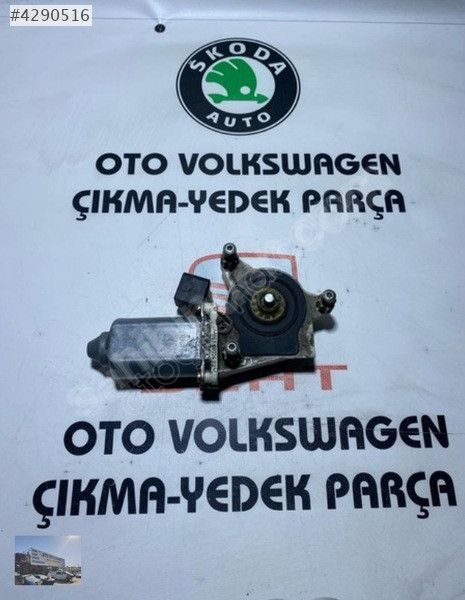 #4290516
ŠKODA
AUTO
OTO VOLKSWAGEN
ÇIKMA-YEDEK PARÇA
OTO VOLKSWAGEN
ÇIKMA-YEDEK PARÇA